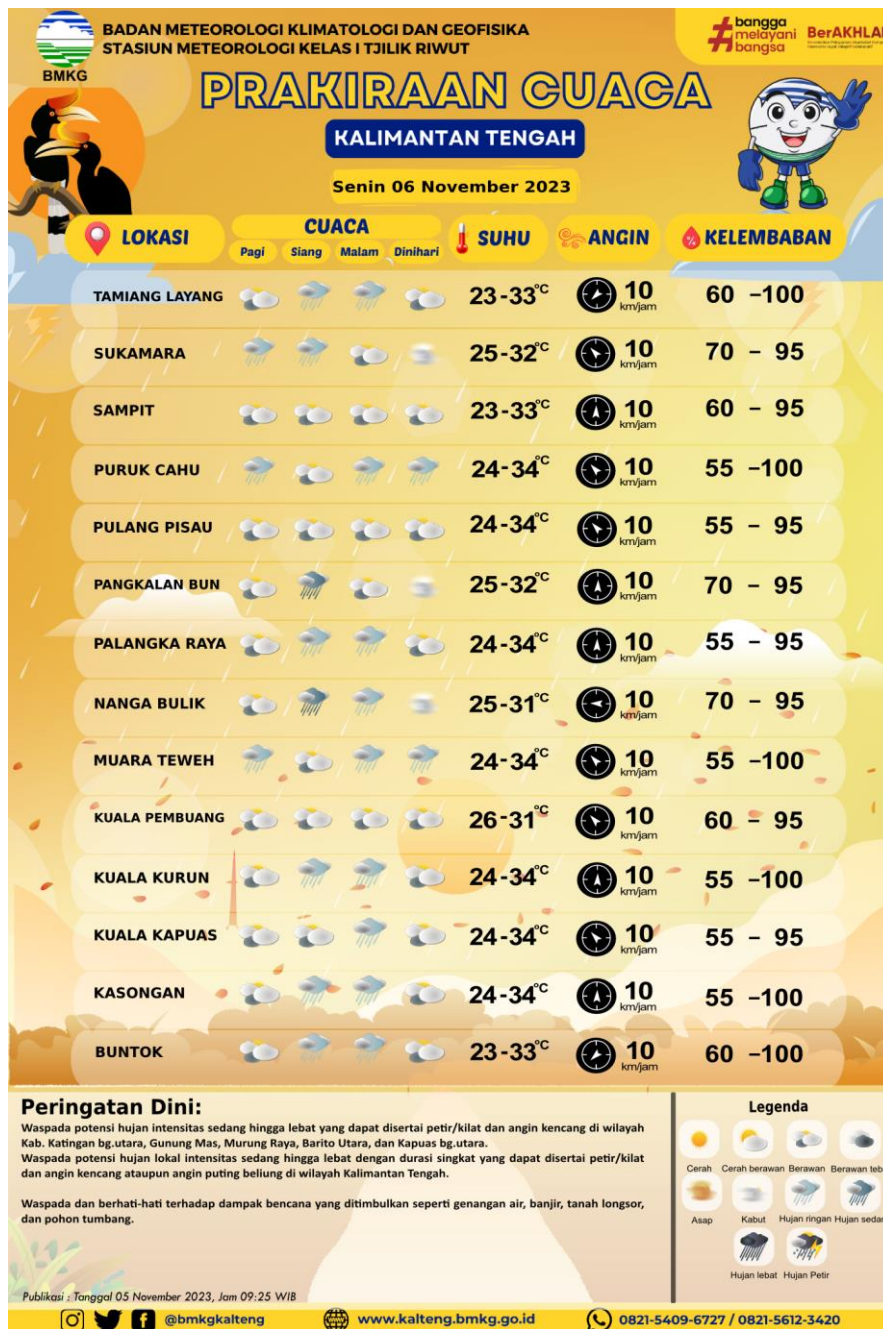 BADAN METEOROLOGI KLIMATOLOGI DAN GEOFISIKA
STASIUN METEOROLOGI KELAS I TJILIK RIWUT
BMKG
#bangga melayani bangsa
BerAKHLAK
PRAKIRAAN CUACA
KALIMANTAN TENGAH
Senin 06 November 2023
LOKASI CUACA SUHU ANGIN KELEMBABAN
Pagi Siang Malam Dinihari
TAMIANG LAYANG 23-33°C 10 km/jam 60 –100
SUKAMARA 25-32°C 10 km/jam 70 – 95
SAMPIT 23-33°C 10 km/jam 60 – 95
PURUK CAHU 24-34°C 10 km/jam 55 –100
PULANG PISAU 24-34°C 10 km/jam 55 – 95
PANGKALAN BUN 25-32°C 10 km/jam 70 – 95
PALANGKA RAYA 24-34°C 10 km/jam 55 – 95
NANGA BULIK 25-31°C 10 km/jam 70 – 95
MUARA TEWEH 24-34°C 10 km/jam 55 –100
KUALA PEMBUANG 26-31°C 10 km/jam 60 – 95
KUALA KURUN 24-34°C 10 km/jam 55 –100
KUALA KAPUAS 24-34°C 10 km/jam 55 – 95
KASONGAN 24-34°C 10 km/jam 55 –100
BUNTOK 23-33°C 10 km/jam 60 –100
Peringatan Dini:
Waspada potensi hujan intensitas sedang hingga lebat yang dapat disertai petir/kilat dan angin kencang di wilayah
Kab. Katingan bg.utara, Gunung Mas, Murung Raya, Barito Utara, dan Kapuas bg.utara.
Waspada potensi hujan lokal intensitas sedang hingga lebat dengan durasi singkat yang dapat disertai petir/kilat
dan angin kencang ataupun angin puting beliung di wilayah Kalimantan Tengah.
Waspada dan berhati-hati terhadap dampak bencana yang ditimbulkan seperti genangan air, banjir, tanah longsor,
dan pohon tumbang.
Publikasi : Tanggal 05 November 2023, Jam 09:25 WIB
Legenda
Cerah Cerah berawan Berawan Berawan teb
Asap Kabut Hujan ringan Hujan sedan
Hujan lebat Hujan Petir
@bmkgkalteng www.kalteng.bmkg.go.id 0821-5409-6727 / 0821-5612-3420